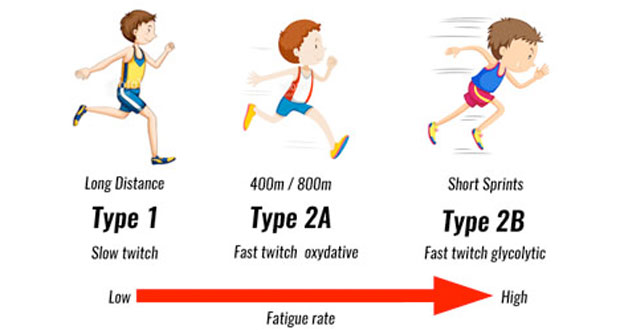 Long Distance
400m / 800m
Short Sprints
Type 1
Type 2A
Type 2B
Slow twitch
Fast twitch oxydative
Fast twitch glycolytic
Low
High
Fatigue rate